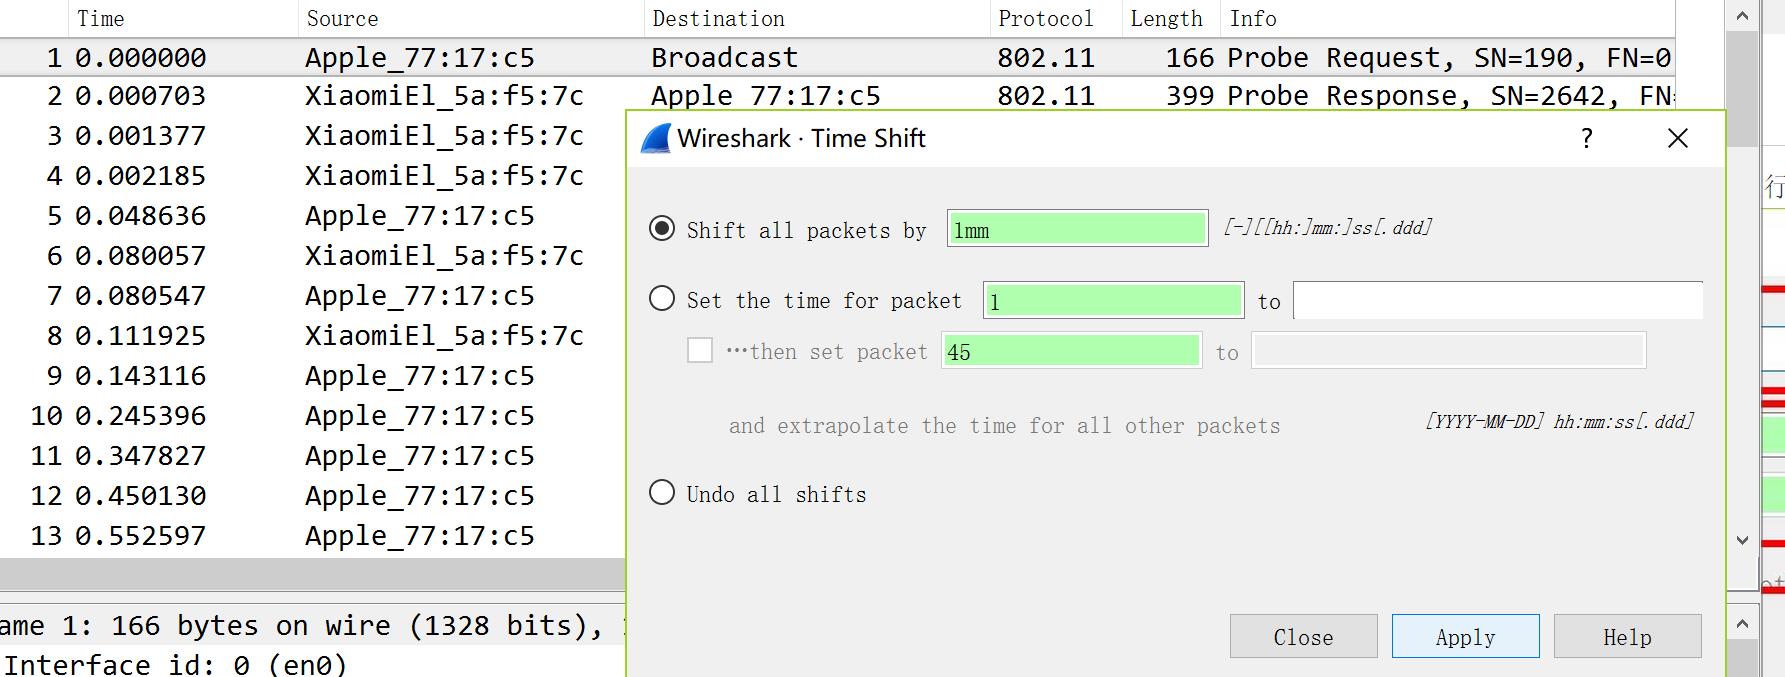 Time Source Destination Protocol Length Info
1 0.000000 Apple_77:17:c5 Broadcast 802.11 166 Probe Request, SN=190, FN=0
2 0.000703 XiaomiEl_5a:f5:7c Apple_77:17:c5 802.11 399 Probe Response, SN=2642, FN=
3 0.001377 XiaomiEl_5a:f5:7c
4 0.002185 XiaomiEl_5a:f5:7c
5 0.048636 Apple_77:17:c5
6 0.080057 XiaomiEl_5a:f5:7c
7 0.080547 Apple_77:17:c5
8 0.111925 XiaomiEl_5a:f5:7c
9 0.143116 Apple_77:17:c5
10 0.245396 Apple_77:17:c5
11 0.347827 Apple_77:17:c5
12 0.450130 Apple_77:17:c5
13 0.552597 Apple_77:17:c5
ame 1: 166 bytes on wire (1328 bits),
Interface id: 0 (en0)
Wireshark · Time Shift
? ×
Shift all packets by 1mm [-][[hh:]mm:]ss[.ddd]
Set the time for packet 1 to
…then set packet 45 to
and extrapolate the time for all other packets [YYYY-MM-DD] hh:mm:ss[.ddd]
Undo all shifts
Close Apply Help
行